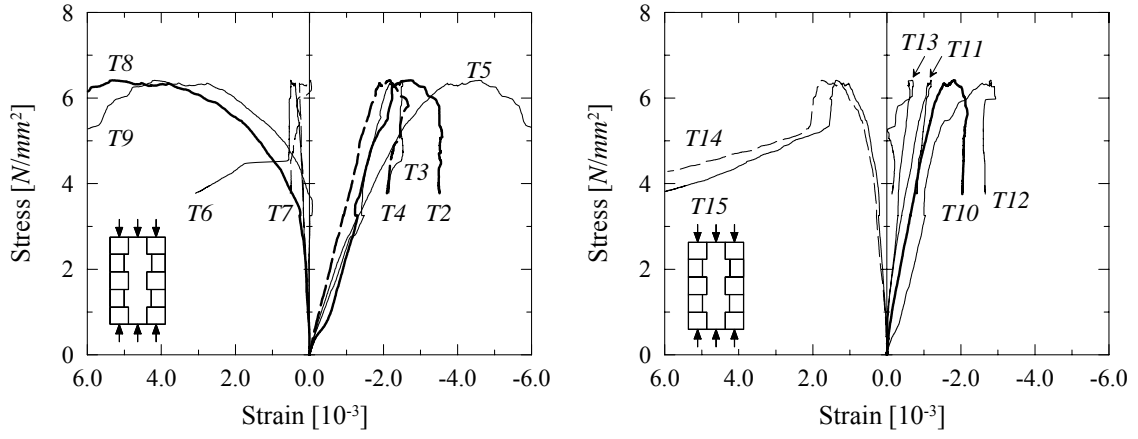 8
6
4
2
0
Stress [N/mm²]
T8
T9
T6
T7
T5
T3
T4
T2
6.0 4.0 2.0 0.0 -2.0 -4.0 -6.0
Strain [10⁻³]
8
6
4
2
0
Stress [N/mm²]
T13
T11
T14
T15
T10
T12
6.0 4.0 2.0 0.0 -2.0 -4.0 -6.0
Strain [10⁻³]